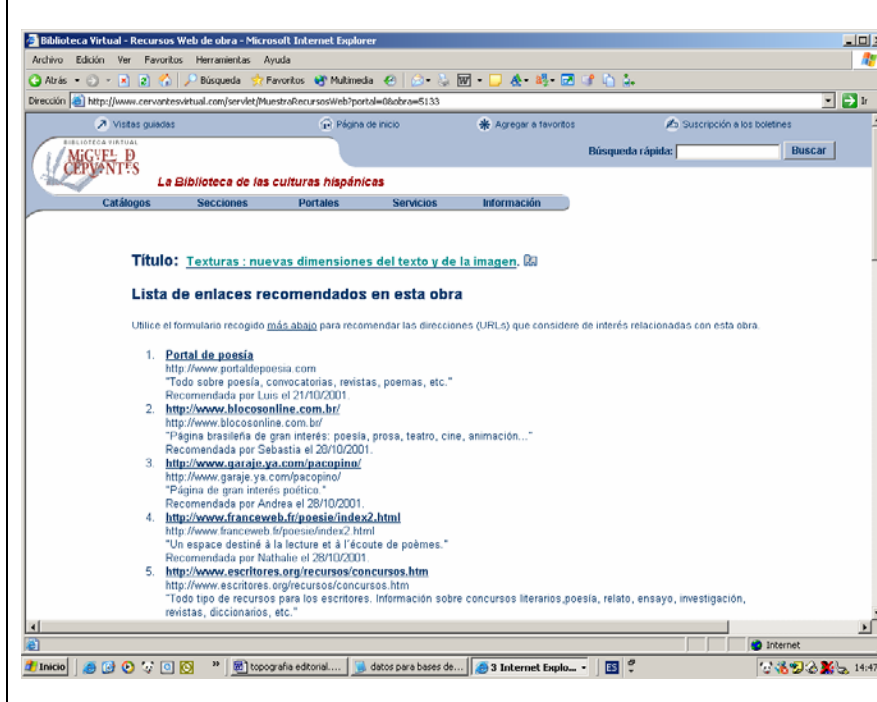 Biblioteca Virtual - Recursos Web de obra - Microsoft Internet Explorer
Archivo Edición Ver Favoritos Herramientas Ayuda
Atrás Búsqueda Favoritos Multimedia
Dirección http://www.cervantesvirtual.com/servlet/MuestraRecursosWeb?portal=0&obra=5133 Ir
Visitas guiadas Página de inicio Agregar a favoritos Suscripción a los boletines
BIBLIOTECA VIRTUAL
MIGUEL D
CERVANTES
Búsqueda rápida: Buscar
La Biblioteca de las culturas hispánicas
Catálogos Secciones Portales Servicios Información
Título: Texturas : nuevas dimensiones del texto y de la imagen.
Lista de enlaces recomendados en esta obra
Utilice el formulario recogido más abajo para recomendar las direcciones (URLs) que considere de interés relacionadas con esta obra.
1. Portal de poesía
http://www.portaldepoesia.com
"Todo sobre poesía, convocatorias, revistas, poemas, etc."
Recomendada por Luis el 21/10/2001.
2. http://www.blocosonline.com.br/
http://www.blocosonline.com.br/
"Página brasileña de gran interés: poesía, prosa, teatro, cine, animación..."
Recomendada por Sebastia el 28/10/2001.
3. http://www.garaje.ya.com/pacopino/
http://www.garaje.ya.com/pacopino/
"Página de gran interés poético."
Recomendada por Andrea el 28/10/2001.
4. http://www.franceweb.fr/poesie/index2.html
http://www.franceweb.fr/poesie/index2.html
"Un espace destiné à la lecture et à l'écoute de poèmes."
Recomendada por Nathalie el 28/10/2001.
5. http://www.escritores.org/recursos/concursos.htm
http://www.escritores.org/recursos/concursos.htm
"Todo tipo de recursos para los escritores. Información sobre concursos literarios,poesía, relato, ensayo, investigación,
revistas, diccionarios, etc."
Internet
Inicio » topografia editorial.... datos para bases de... 3 Internet Explo... ES 14:47